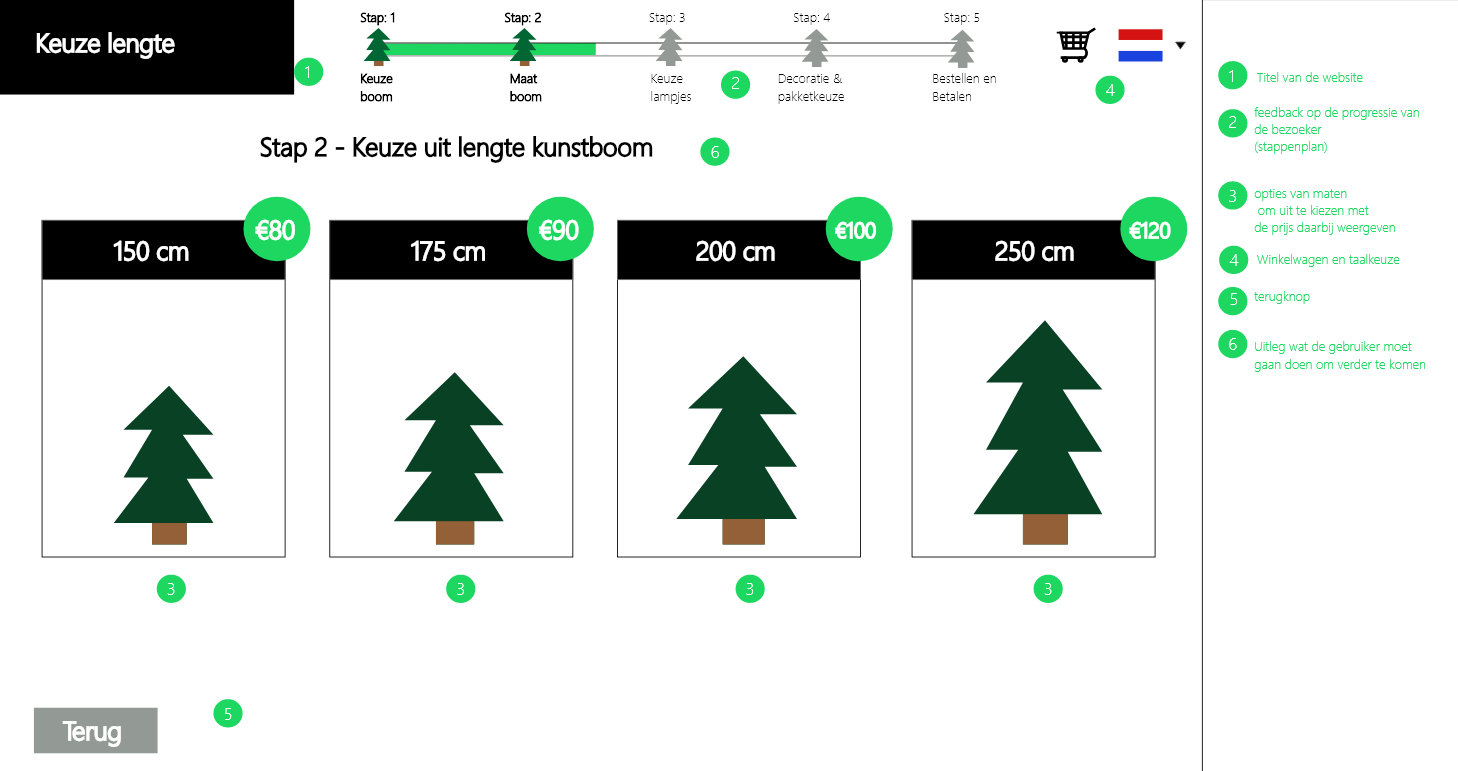 Keuze lengte
1
Stap: 1
Stap: 2
Stap: 3
Stap: 4
Stap: 5
Keuze
boom
Maat
boom
Keuze
lampjes
2
Decoratie &
pakketkeuze
Bestellen en
Betalen
4
Stap 2 - Keuze uit lengte kunstboom
6
150 cm
€80
175 cm
€90
200 cm
€100
250 cm
€120
3
3
3
3
Terug
5
1 Titel van de website
2 feedback op de progressie van
de bezoeker
(stappenplan)
3 opties van maten
om uit te kiezen met
de prijs daarbij weergeven
4 Winkelwagen en taalkeuze
5 terugknop
6 Uitleg wat de gebruiker moet
gaan doen om verder te komen